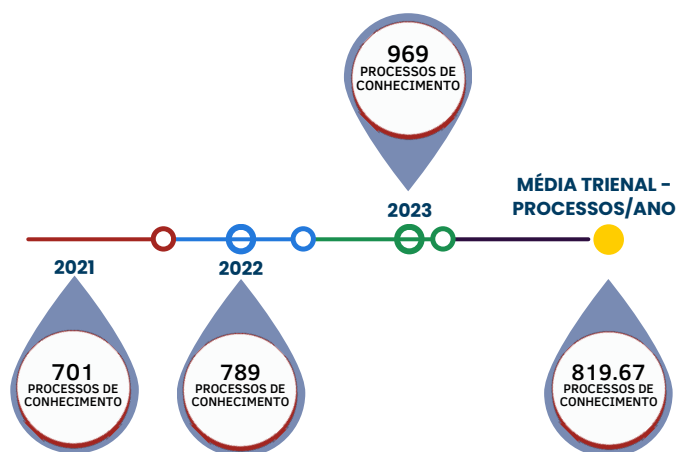 969
PROCESSOS DE
CONHECIMENTO
MÉDIA TRIENAL -
PROCESSOS/ANO
2023
2021
2022
701
PROCESSOS DE
CONHECIMENTO
789
PROCESSOS DE
CONHECIMENTO
819.67
PROCESSOS DE
CONHECIMENTO